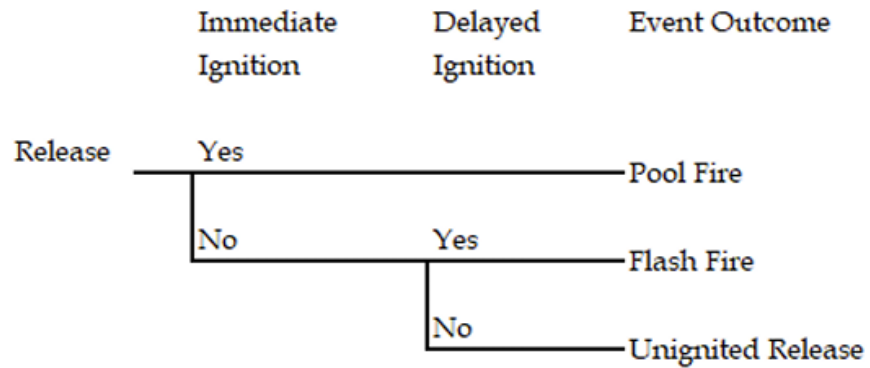 Immediate Ignition
Delayed Ignition
Event Outcome
Release
Yes
Pool Fire
No
Yes
Flash Fire
No
Unignited Release